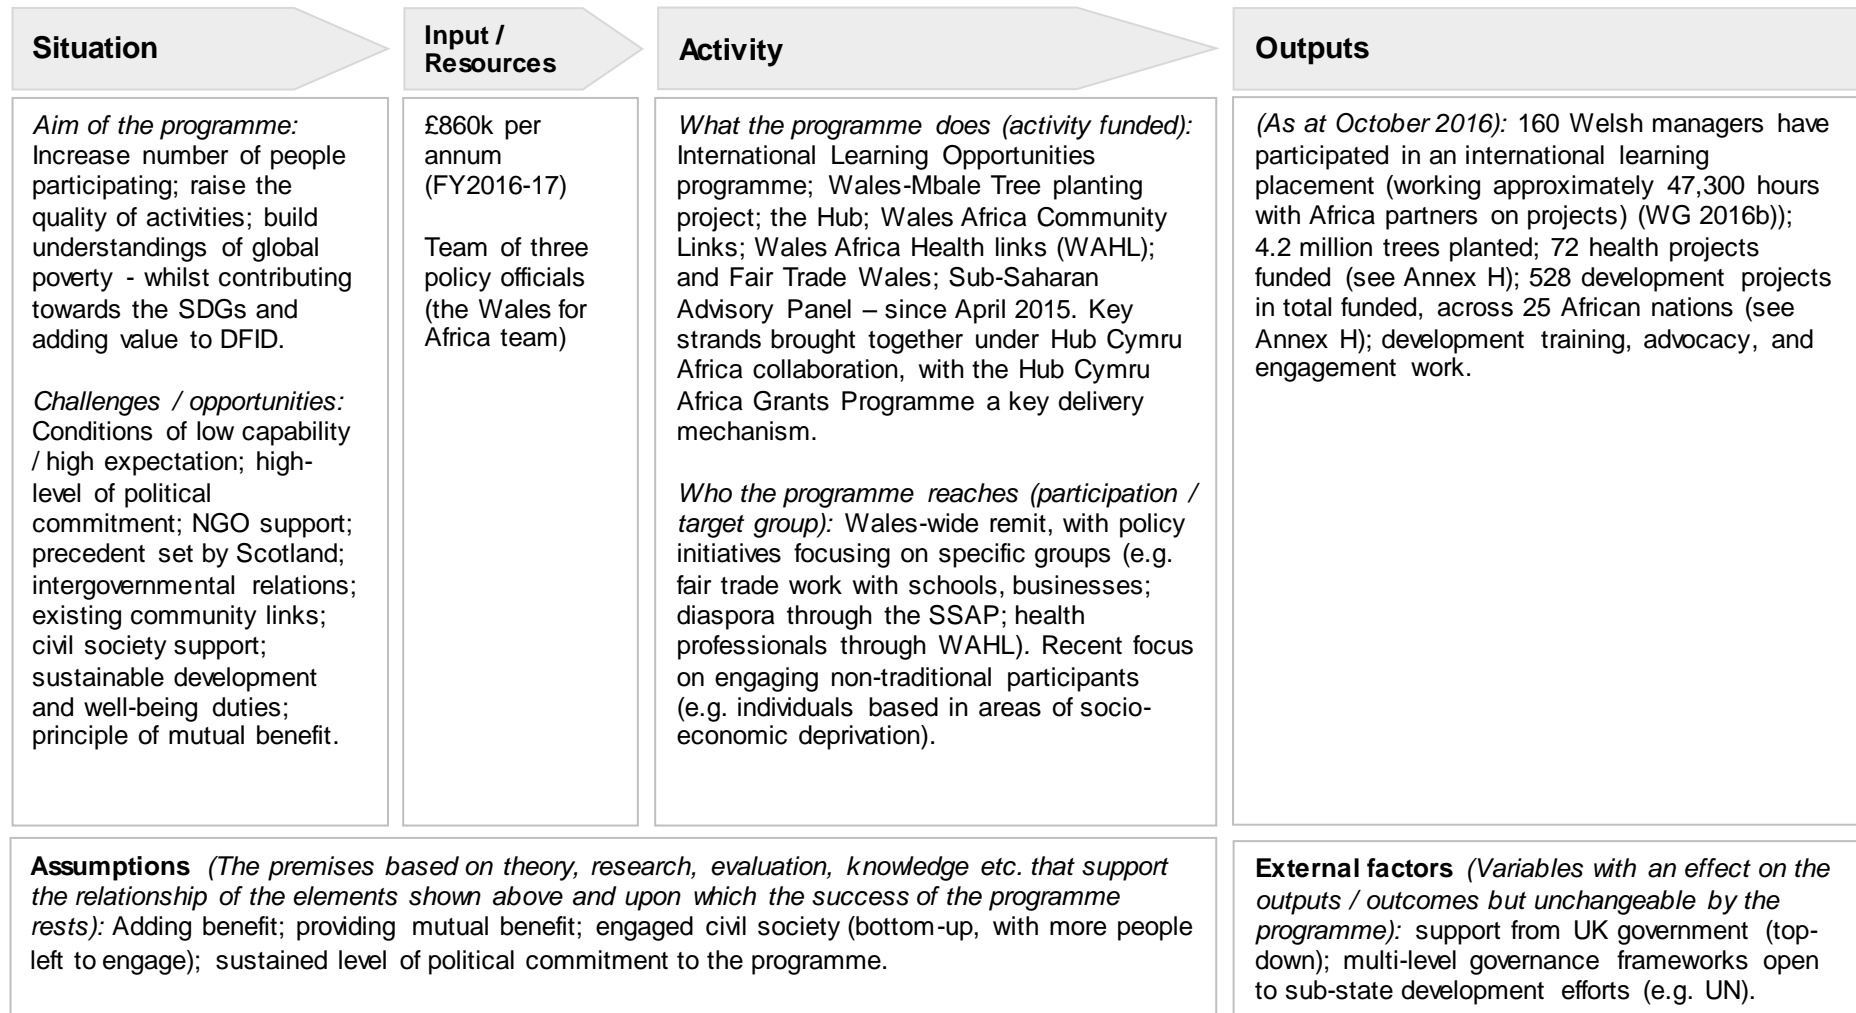 Situation
Aim of the programme:
Increase number of people
participating; raise the
quality of activities; build
understandings of global
poverty - whilst contributing
towards the SDGs and
adding value to DFID.
Challenges / opportunities:
Conditions of low capability
/ high expectation; high-
level of political
commitment; NGO support;
precedent set by Scotland;
intergovernmental relations;
existing community links;
civil society support;
sustainable development
and well-being duties;
principle of mutual benefit.
Input /
Resources
£860k per
annum
(FY2016-17)
Team of three
policy officials
(the Wales for
Africa team)
Activity
What the programme does (activity funded):
International Learning Opportunities
programme; Wales-Mbale Tree planting
project; the Hub; Wales Africa Community
Links; Wales Africa Health links (WAHL);
and Fair Trade Wales; Sub-Saharan
Advisory Panel – since April 2015. Key
strands brought together under Hub Cymru
Africa collaboration, with the Hub Cymru
Africa Grants Programme a key delivery
mechanism.
Who the programme reaches (participation /
target group): Wales-wide remit, with policy
initiatives focusing on specific groups (e.g.
fair trade work with schools, businesses;
diaspora through the SSAP; health
professionals through WAHL). Recent focus
on engaging non-traditional participants
(e.g. individuals based in areas of socio-
economic deprivation).
Outputs
(As at October 2016): 160 Welsh managers have
participated in an international learning
placement (working approximately 47,300 hours
with Africa partners on projects) (WG 2016b));
4.2 million trees planted; 72 health projects
funded (see Annex H); 528 development projects
in total funded, across 25 African nations (see
Annex H); development training, advocacy, and
engagement work.
Assumptions (The premises based on theory, research, evaluation, knowledge etc. that support
the relationship of the elements shown above and upon which the success of the programme
rests): Adding benefit; providing mutual benefit; engaged civil society (bottom-up, with more people
left to engage); sustained level of political commitment to the programme.
External factors (Variables with an effect on the
outputs / outcomes but unchangeable by the
programme): support from UK government (top-
down); multi-level governance frameworks open
to sub-state development efforts (e.g. UN).